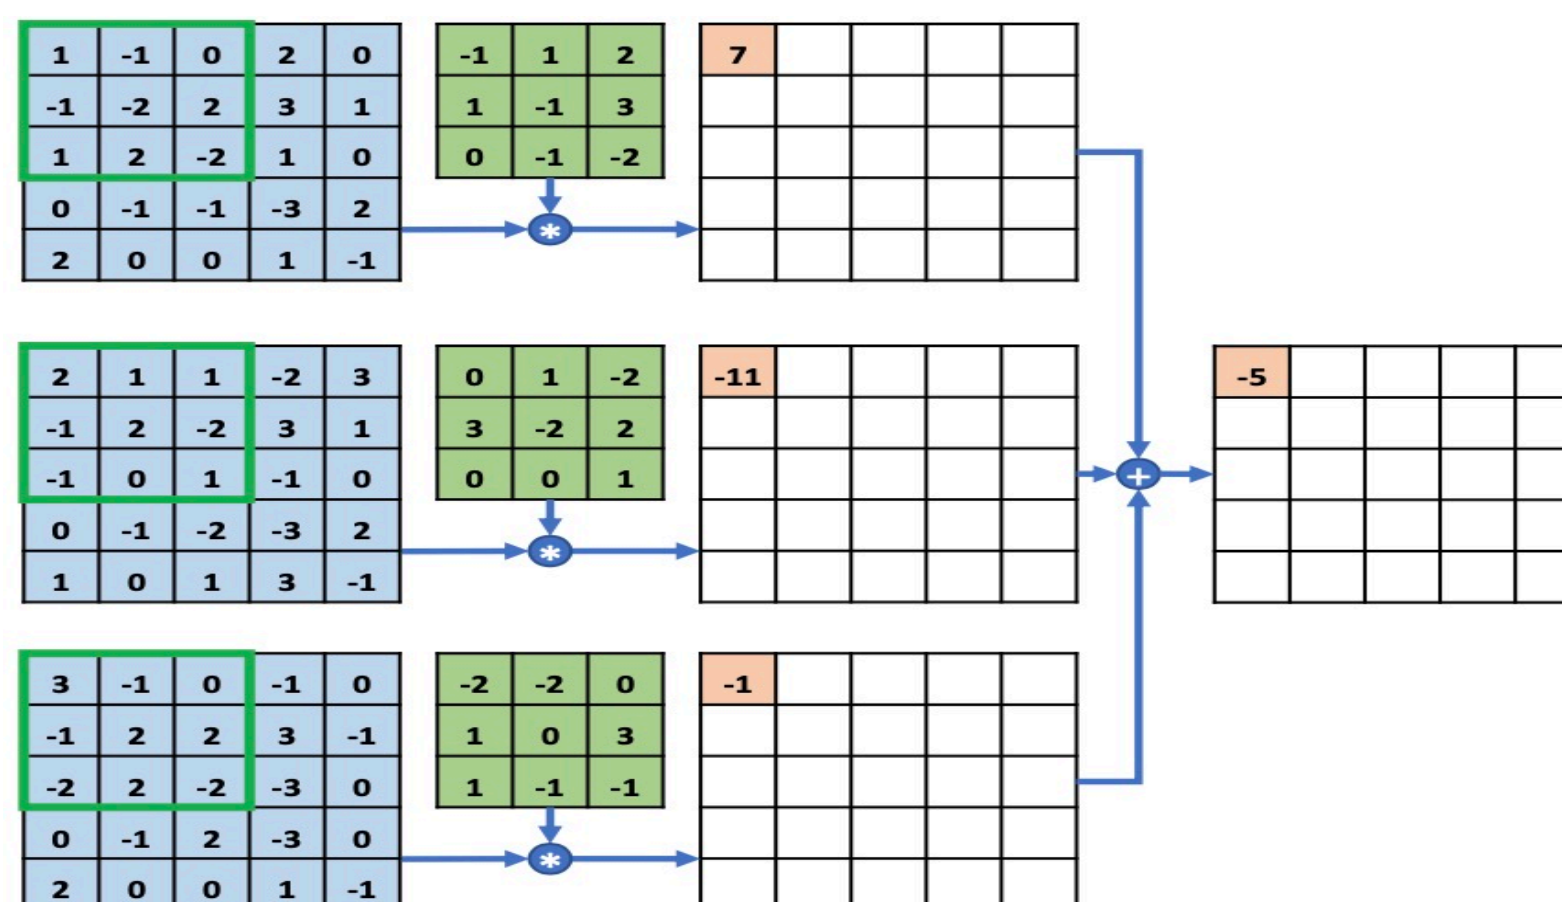 1 -1 0 2 0 -1 1 2 7
-1 -2 2 3 1 1 -1 3
1 2 -2 1 0 0 -1 -2
0 -1 -1 -3 2 *
2 0 0 1 -1
2 1 1 -2 3 0 1 -2 -11 -5
-1 2 -2 3 1 3 -2 2
-1 0 1 -1 0 0 0 1 +
0 -1 -2 -3 2 *
1 0 1 3 -1
3 -1 0 -1 0 -2 -2 0 -1
-1 2 2 3 -1 1 0 3
-2 2 -2 -3 0 1 -1 -1
0 -1 2 -3 0 *
2 0 0 1 -1